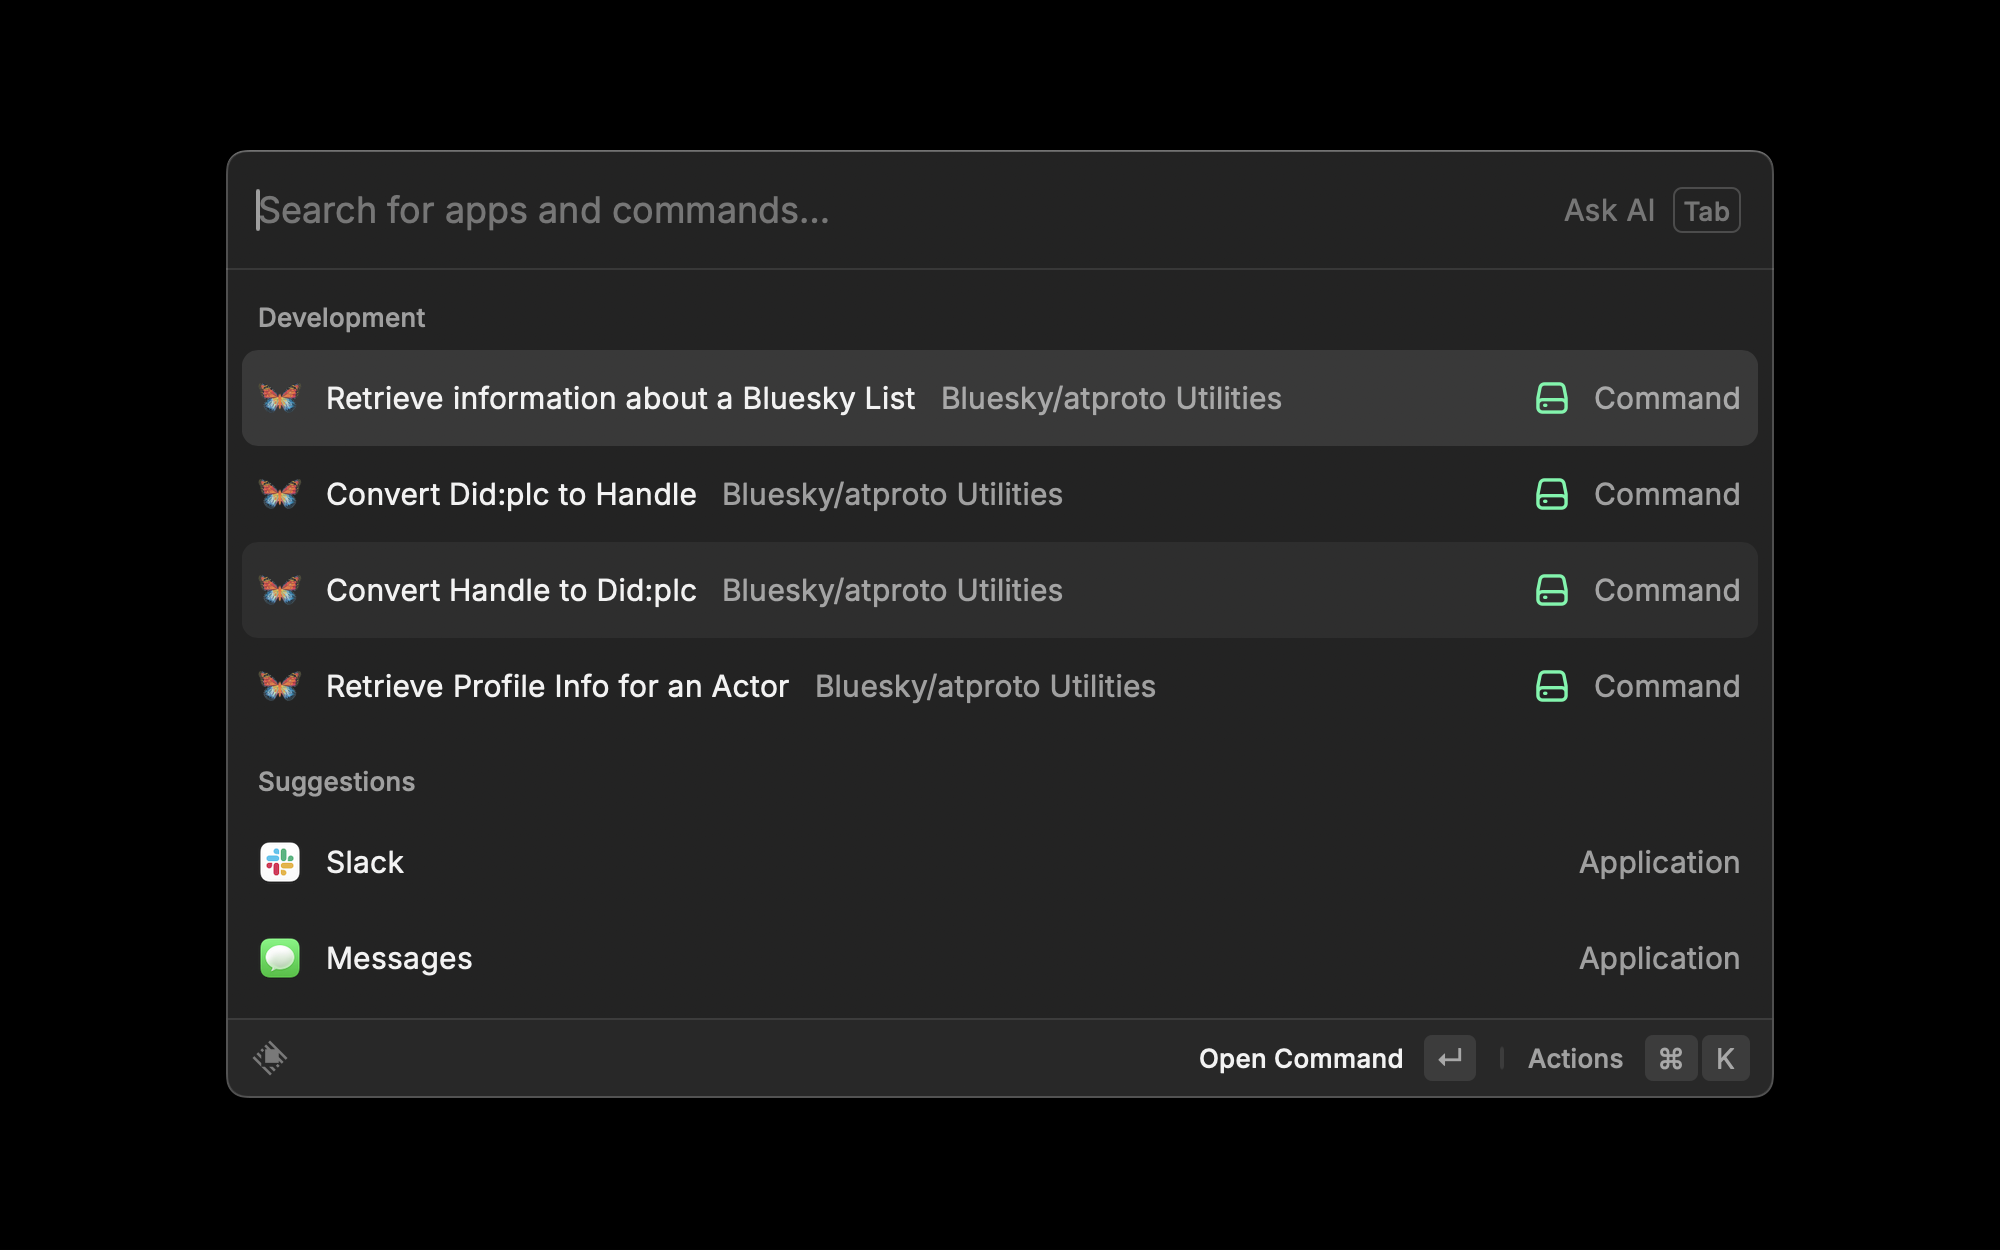 Search for apps and commands... Ask AI Tab
Development
Retrieve information about a Bluesky List Bluesky/atproto Utilities Command
Convert Did:plc to Handle Bluesky/atproto Utilities Command
Convert Handle to Did:plc Bluesky/atproto Utilities Command
Retrieve Profile Info for an Actor Bluesky/atproto Utilities Command
Suggestions
Slack Application
Messages Application
Open Command ↵ Actions ⌘ K